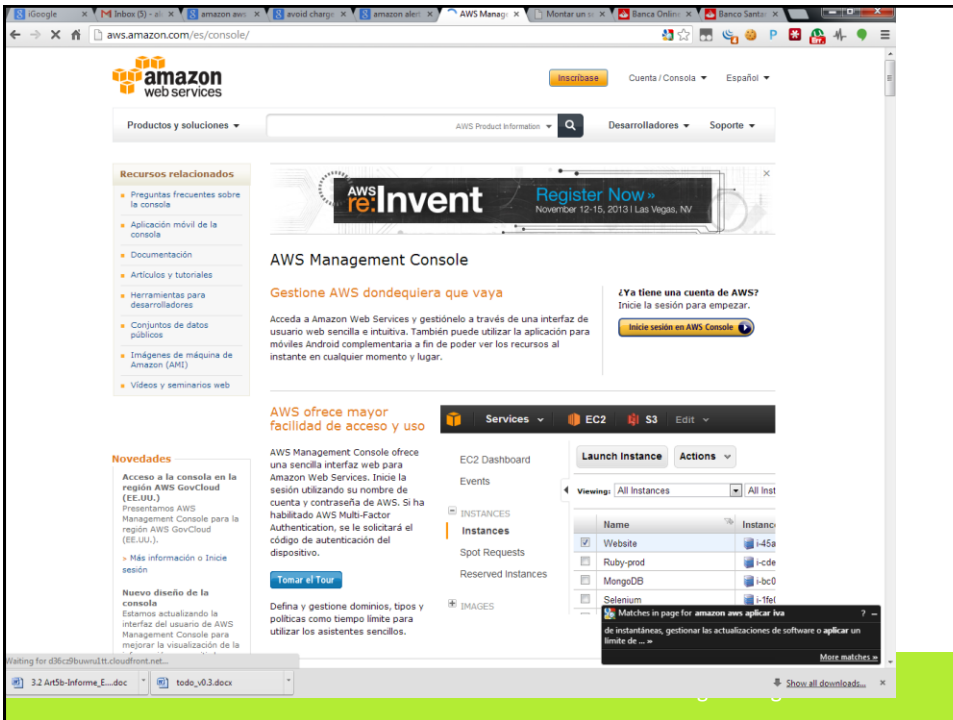 iGoogle
Inbox (5) - al
amazon aws
avoid charge
amazon alert
AWS Manag
Montar un se
Banca Online
Banco Santan
aws.amazon.com/es/console/
amazon
web services
Inscríbase
Cuenta / Consola
Español
Productos y soluciones
AWS Product Information
Desarrolladores
Soporte
Recursos relacionados
Preguntas frecuentes sobre
la consola
Aplicación móvil de la
consola
Documentación
Artículos y tutoriales
Herramientas para
desarrolladores
Conjuntos de datos
públicos
Imágenes de máquina de
Amazon (AMI)
Vídeos y seminarios web
Novedades
Acceso a la consola en la
región AWS GovCloud
(EE.UU.)
Presentamos AWS
Management Console para la
región AWS GovCloud
(EE.UU.).
» Más información o Inicie
sesión
Nuevo diseño de la
consola
Estamos actualizando la
interfaz del usuario de AWS
Management Console para
mejorar la visualización de la
AWS
re:Invent
Register Now »
November 12-15, 2013 | Las Vegas, NV
AWS Management Console
Gestione AWS dondequiera que vaya
Acceda a Amazon Web Services y gestiónelo a través de una interfaz de
usuario web sencilla e intuitiva. También puede utilizar la aplicación para
móviles Android complementaria a fin de poder ver los recursos al
instante en cualquier momento y lugar.
¿Ya tiene una cuenta de AWS?
Inicie la sesión para empezar.
Inicie sesión en AWS Console
AWS ofrece mayor
facilidad de acceso y uso
AWS Management Console ofrece
una sencilla interfaz web para
Amazon Web Services. Inicie la
sesión utilizando su nombre de
cuenta y contraseña de AWS. Si ha
habilitado AWS Multi-Factor
Authentication, se le solicitará el
código de autenticación del
dispositivo.
Tomar el Tour
Defina y gestione dominios, tipos y
políticas como tiempo límite para
utilizar los asistentes sencillos.
Services
EC2
S3
Edit
EC2 Dashboard
Events
INSTANCES
Instances
Spot Requests
Reserved Instances
IMAGES
Launch Instance
Actions
Viewing: All Instances
All Inst
Name
Instanc
Website
i-45a
Ruby-prod
i-cde
MongoDB
i-bc0
Selenium
i-1fe0
Matches in page for amazon aws aplicar iva
? –
de instantáneas, gestionar las actualizaciones de software o aplicar un
límite de ... »
More matches »
Waiting for d36cz9buwru1tt.cloudfront.net...
3.2 Art5b-Informe_E....doc
todo_v0.3.docx
Show all downloads...